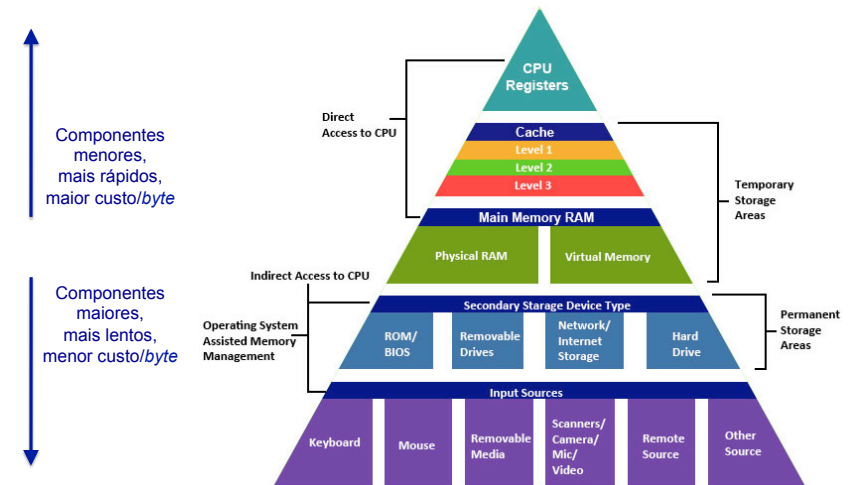 CPU
Registers
Direct
Access to CPU
Cache
Level 1
Level 2
Level 3
Componentes
menores,
mais rápidos,
maior custo/byte
Temporary
Storage
Areas
Main Memory RAM
Physical RAM
Virtual Memory
Indirect Access to CPU
Componentes
maiores,
mais lentos,
menor custo/byte
Secondary Starage Device Type
Operating System
Assisted Memory
Management
ROM/
BIOS
Removable
Drives
Network/
Internet
Storage
Hard
Drive
Permanent
Storage
Areas
Input Sources
Keyboard
Mouse
Removable
Media
Scanners/
Camera/
Mic/
Video
Remote
Source
Other
Source